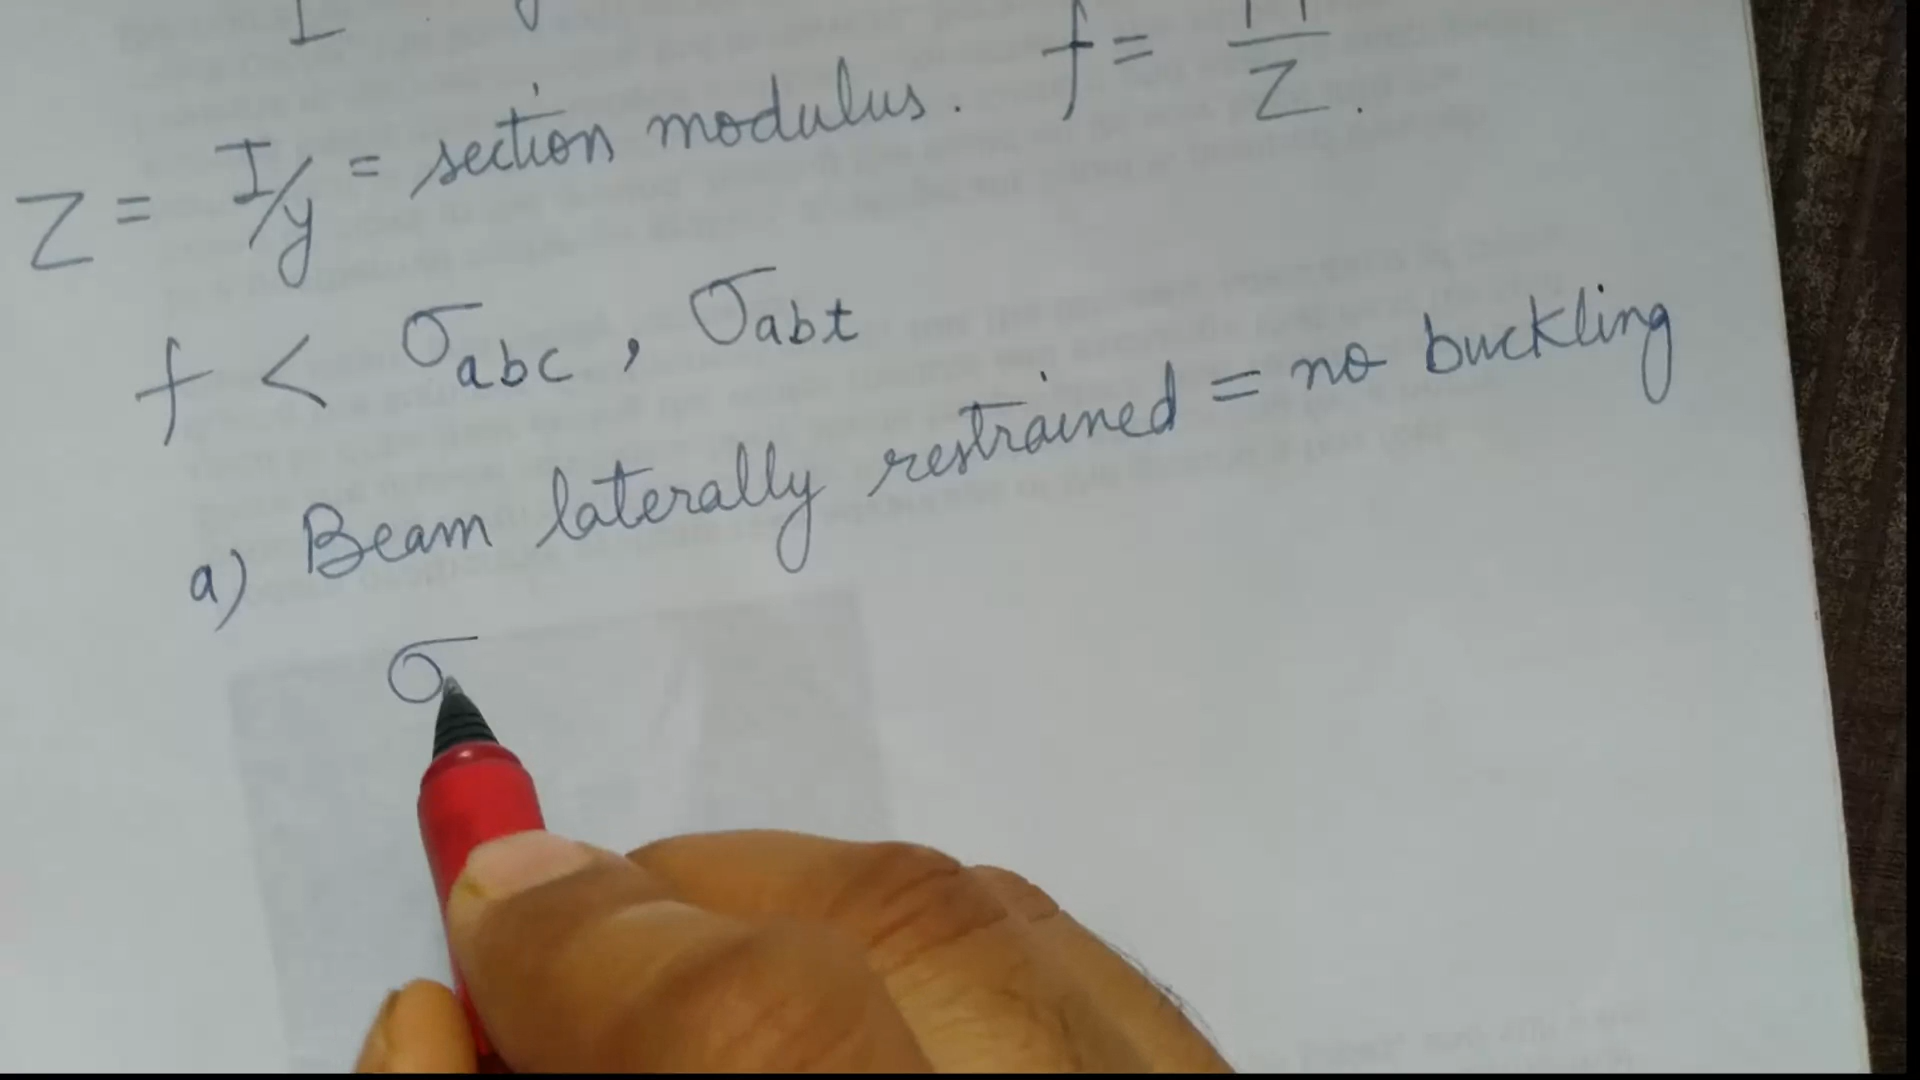 Z = I/y = section modulus. f = M/Z.
f < σabc, σabt
a) Beam laterally restrained = no buckling
σ